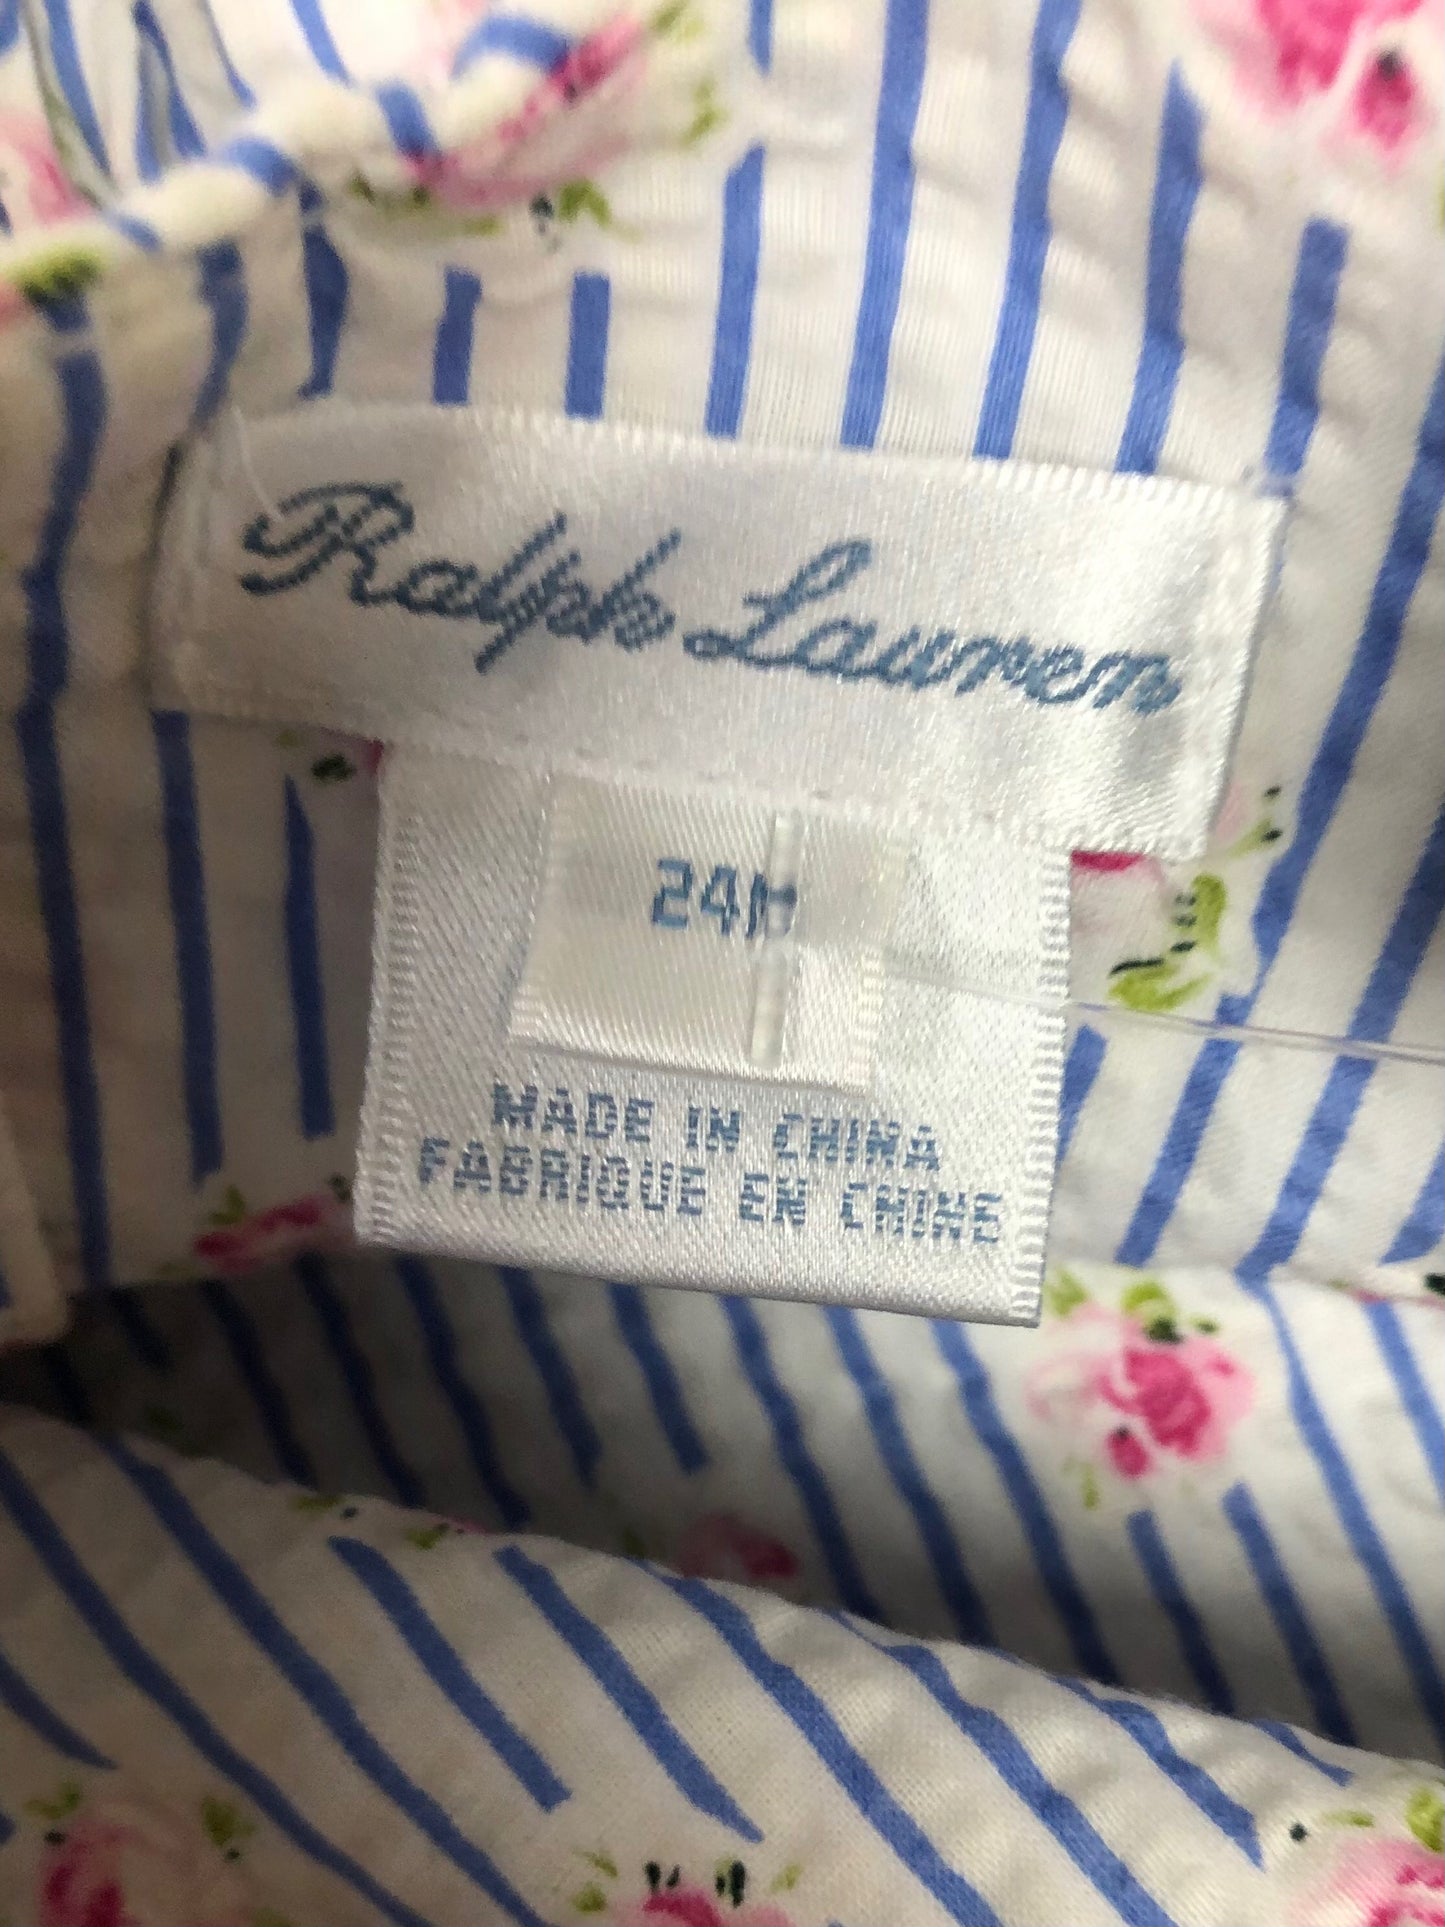 Ralph Lauren
24M
MADE IN CHINA
FABRIQUE EN CHINE